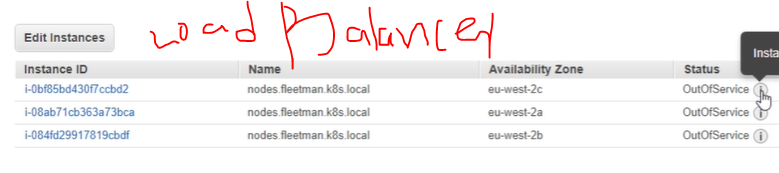 Edit Instances
Load Balancer
Insta
Instance ID Name Availability Zone Status
i-0bf85bd430f7ccbd2 nodes.fleetman.k8s.local eu-west-2c OutOfService i
i-08ab71cb363a73bca nodes.fleetman.k8s.local eu-west-2a OutOfService i
i-084fd29917819cbdf nodes.fleetman.k8s.local eu-west-2b OutOfService i